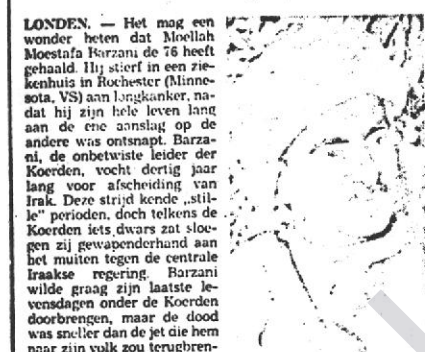 LONDEN. — Het mag een
wonder heten dat Moellah
Moestafa Barzani de 76 heeft
gehaald. Hij stierf in een zie-
kenhuis in Rochester (Minne-
sota, VS) aan longkanker, na-
dat hij zijn hele leven lang
aan de ene aanslag op de
andere was ontsnapt. Barza-
ni, de onbetwiste leider der
Koerden, vocht dertig jaar
lang voor afscheiding van
Irak. Deze strijd kende „stil-
le" perioden, doch telkens de
Koerden iets dwars zat sloe-
gen zij gewapenderhand aan
het muiten tegen de centrale
Iraakse regering. Barzani
wilde graag zijn laatste le-
vensdagen onder de Koerden
doorbrengen, maar de dood
was sneller dan de jet die hem
naar zijn volk zou terugbren-